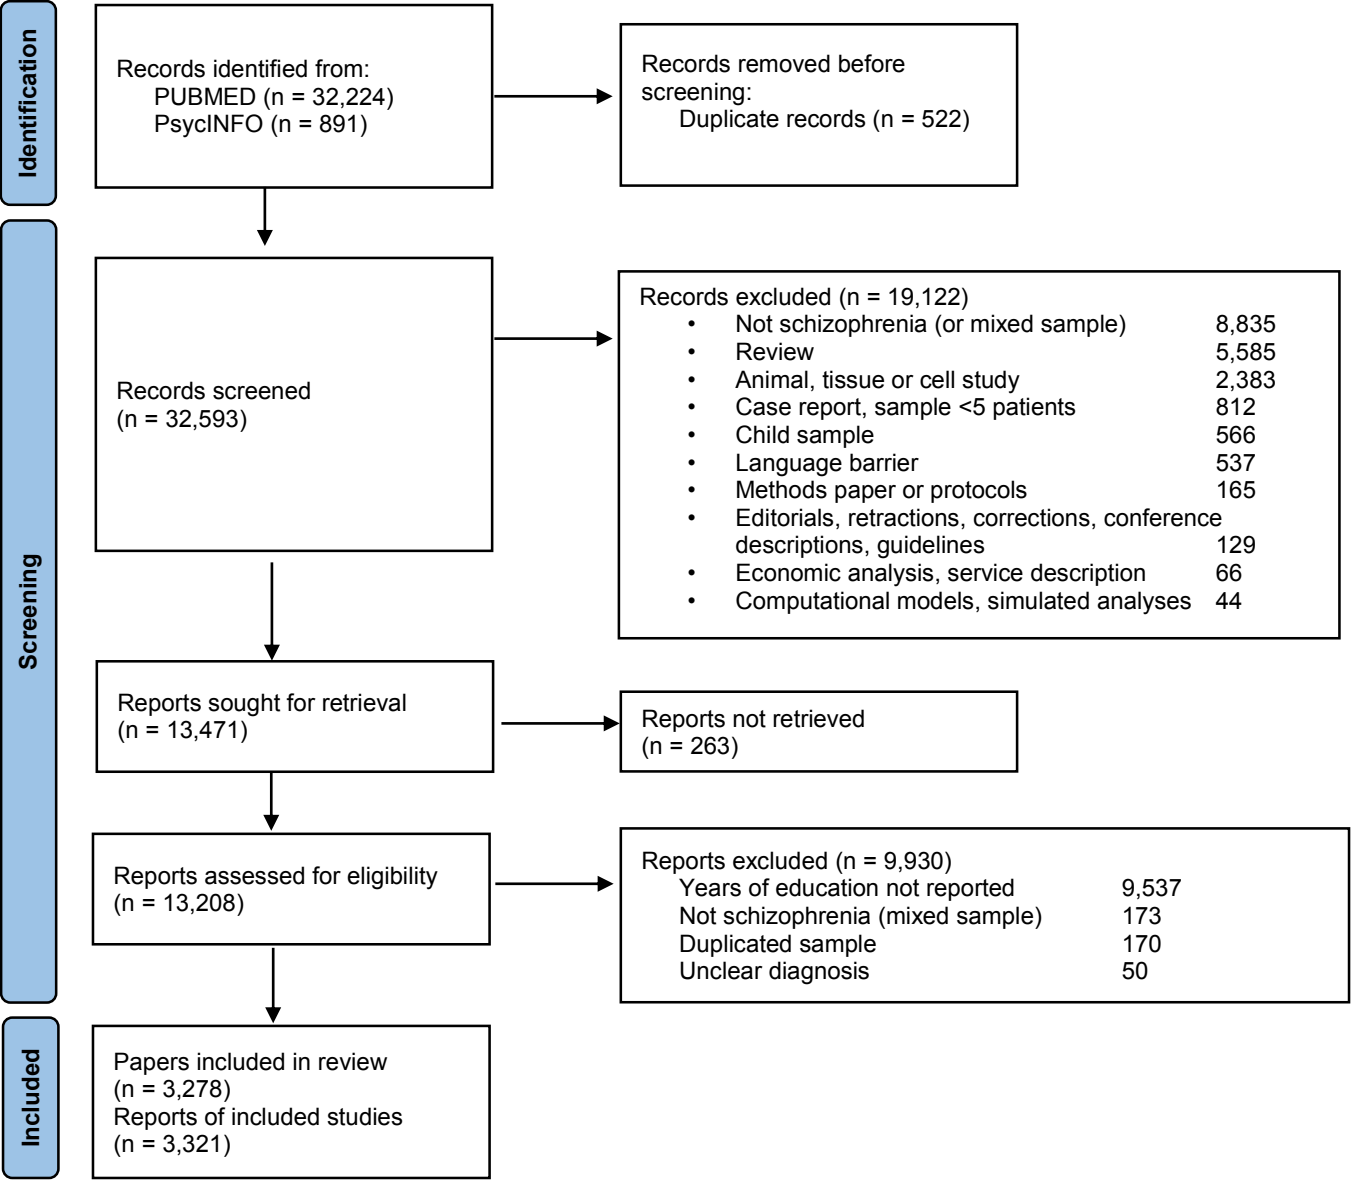 Identification
Records identified from:
PUBMED (n = 32,224)
PsycINFO (n = 891)
Records removed before
screening:
Duplicate records (n = 522)
Screening
Records screened
(n = 32,593)
Records excluded (n = 19,122)
• Not schizophrenia (or mixed sample) 8,835
• Review 5,585
• Animal, tissue or cell study 2,383
• Case report, sample <5 patients 812
• Child sample 566
• Language barrier 537
• Methods paper or protocols 165
• Editorials, retractions, corrections, conference
descriptions, guidelines 129
• Economic analysis, service description 66
• Computational models, simulated analyses 44
Reports sought for retrieval
(n = 13,471)
Reports not retrieved
(n = 263)
Reports assessed for eligibility
(n = 13,208)
Reports excluded (n = 9,930)
Years of education not reported 9,537
Not schizophrenia (mixed sample) 173
Duplicated sample 170
Unclear diagnosis 50
Included
Papers included in review
(n = 3,278)
Reports of included studies
(n = 3,321)